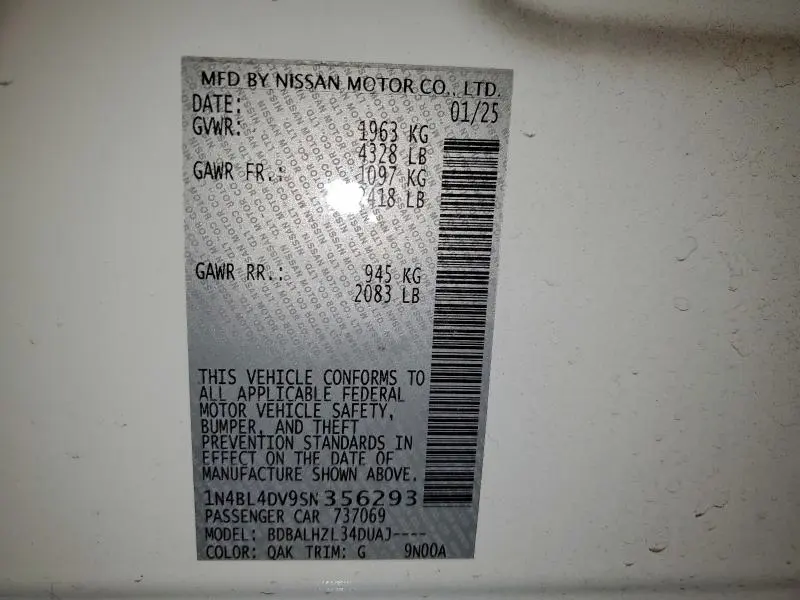 MFD BY NISSAN MOTOR CO., LTD.
DATE: 01/25
GVWR: 1963 KG
4328 LB
GAWR FR.: 1097 KG
LB
GAWR RR.: 945 KG
2083 LB
THIS VEHICLE CONFORMS TO
ALL APPLICABLE FEDERAL
MOTOR VEHICLE SAFETY,
BUMPER, AND THEFT
PREVENTION STANDARDS IN
EFFECT ON THE DATE OF
MANUFACTURE SHOWN ABOVE.
1N4BL4DV9SN356293
PASSENGER CAR 737069
MODEL: BDBALHZL34DUAJ----
COLOR: QAK TRIM: G 9N00A